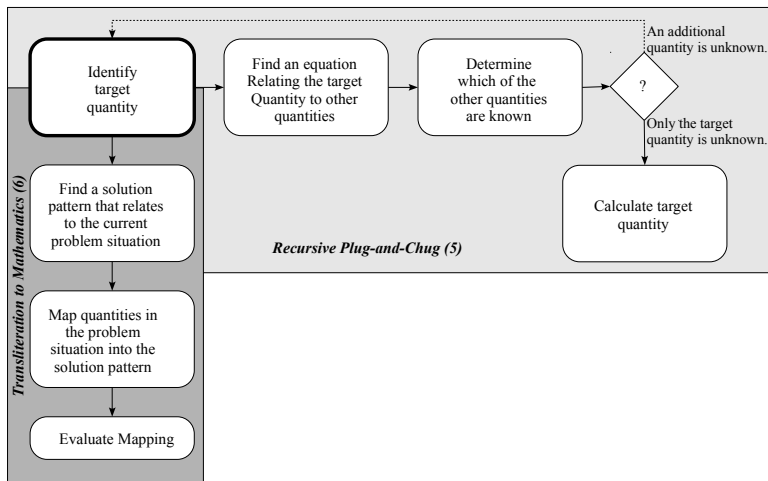 Identify
target
quantity
Find an equation
Relating the target
Quantity to other
quantities
Determine
which of the
other quantities
are known
?
An additional
quantity is unknown.
Only the target
quantity is unknown.
Calculate target
quantity
Recursive Plug-and-Chug (5)
Transliteration to Mathematics (6)
Find a solution
pattern that relates
to the current
problem situation
Map quantities in
the problem
situation into the
solution pattern
Evaluate Mapping